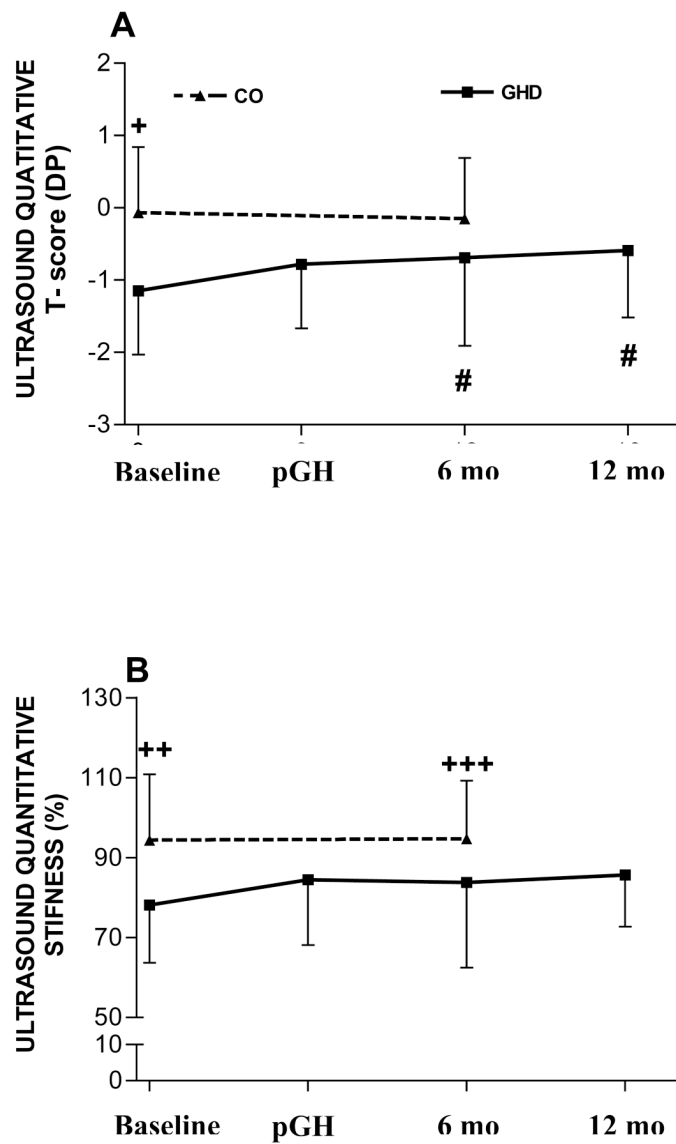 A
ULTRASOUND QUATITATIVE
T- score (DP)
2
1
0
-1
-2
-3
CO
GHD
+
#
#
Baseline
pGH
6 mo
12 mo
B
ULTRASOUND QUANTITATIVE
STIFNESS (%)
130
110
90
70
50
10
0
++
+++
Baseline
pGH
6 mo
12 mo